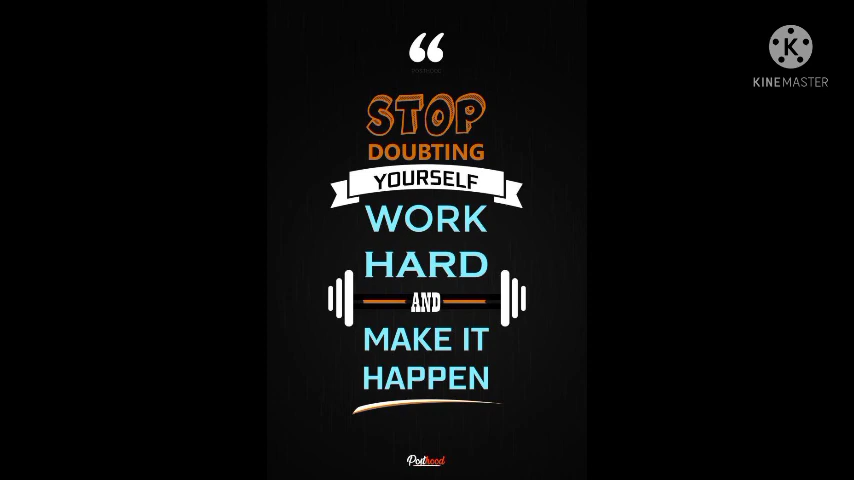 K
KINEMASTER
STOP
DOUBTING
YOURSELF
WORK
HARD
AND
MAKE IT
HAPPEN
Posthood